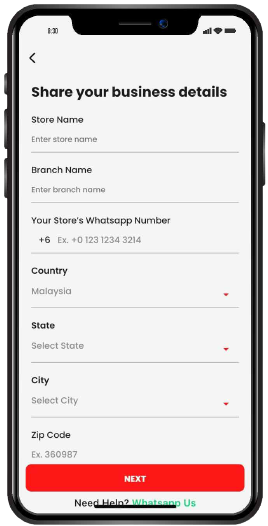 8:30
Share your business details
Store Name
Enter store name
Branch Name
Enter branch name
Your Store's Whatsapp Number
+6 Ex. +0 123 1234 3214
Country
Malaysia
State
Select State
City
Select City
Zip Code
Ex. 360987
NEXT
Need Help? Whatsapp Us